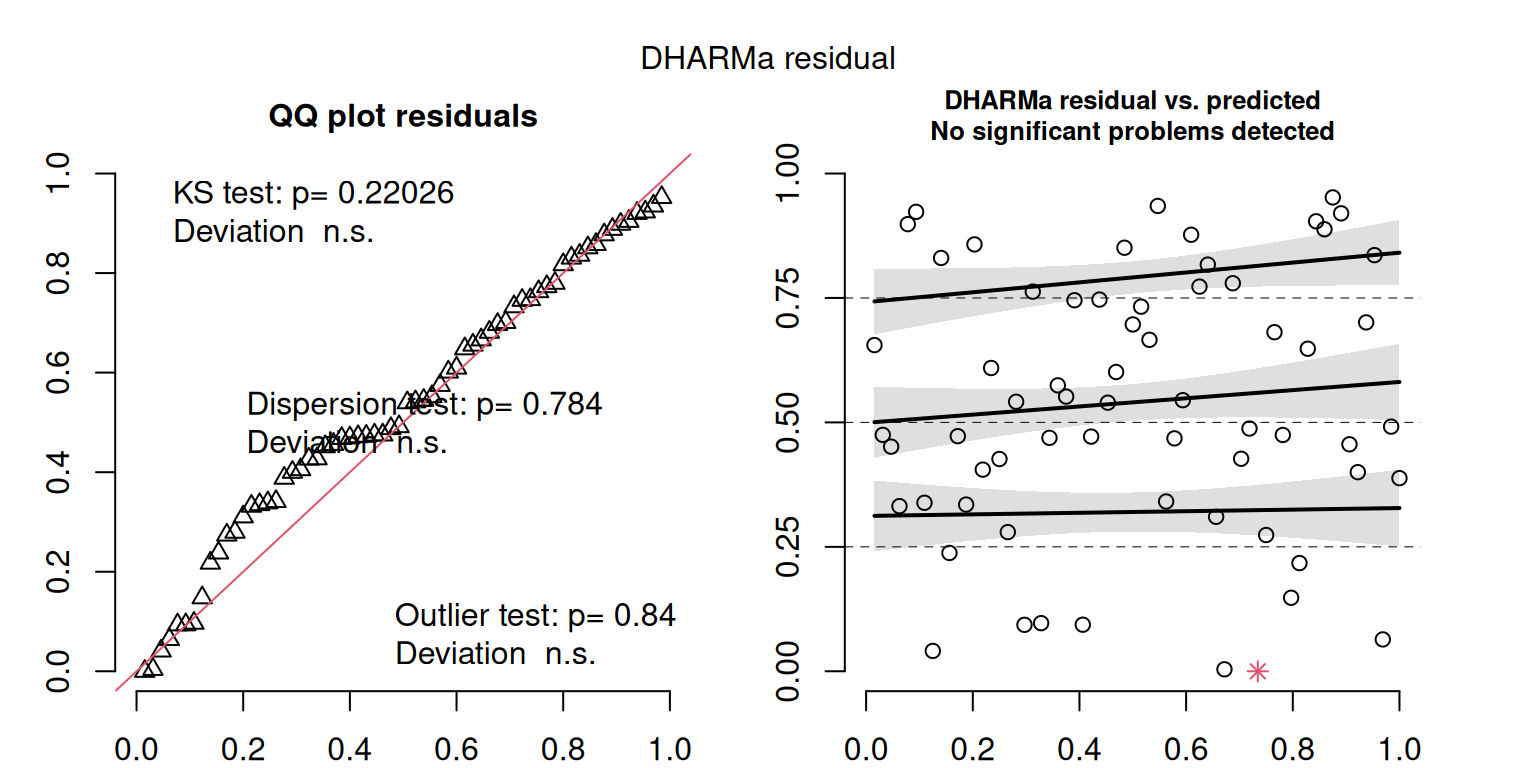 DHARMa residual
QQ plot residuals
KS test: p= 0.22026
Deviation  n.s.
Dispersion test: p= 0.784
Deviation  n.s.
Outlier test: p= 0.84
Deviation  n.s.
1.0
0.8
0.6
0.4
0.2
0.0
0.0 0.2 0.4 0.6 0.8 1.0
DHARMa residual vs. predicted
No significant problems detected
1.00
0.75
0.50
0.25
0.00
0.0 0.2 0.4 0.6 0.8 1.0